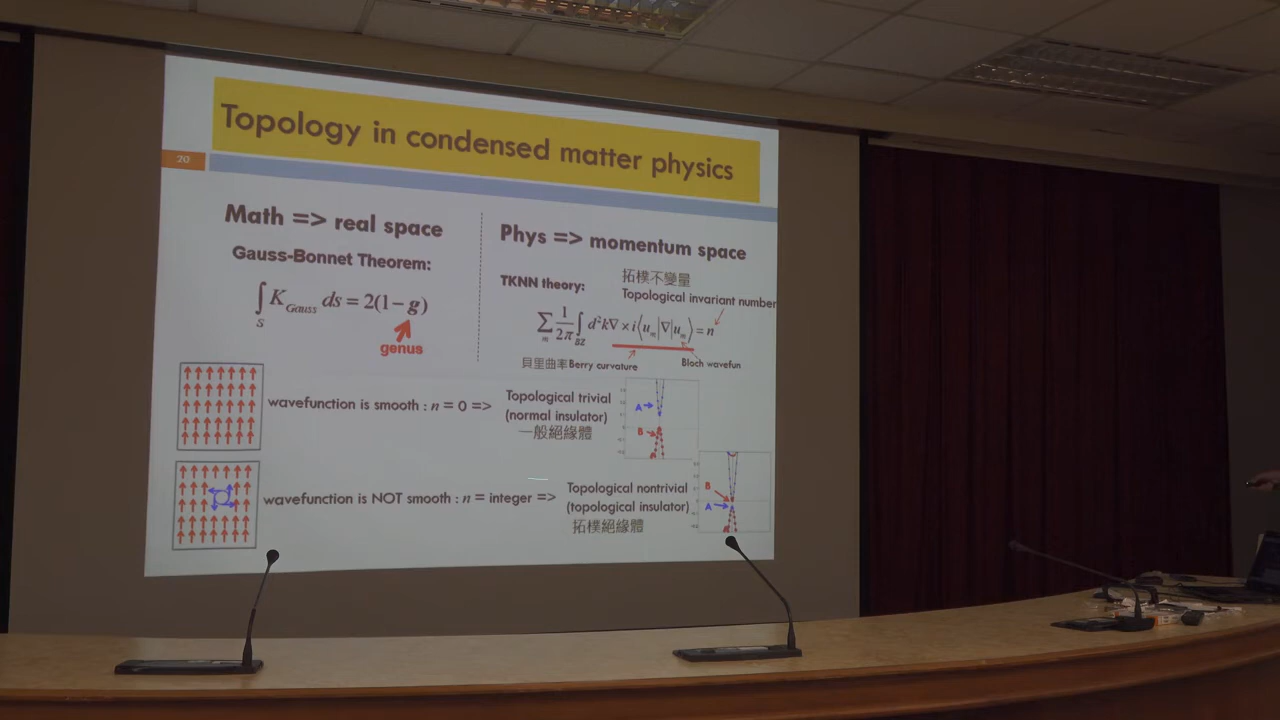 Topology in condensed matter physics
20
Math => real space
Gauss-Bonnet Theorem:
∫_S K_Gauss ds = 2(1-g)
genus
Phys => momentum space
TKNN theory:
拓樸不變量
Topological invariant number
∑_m 1/2π ∫_BZ d²k∇×i⟨u_m|∇|u_m⟩ = n
貝里曲率Berry curvature
Bloch wavefun
wavefunction is smooth : n = 0 =>
Topological trivial
(normal insulator)
一般絕緣體
A
B
wavefunction is NOT smooth : n = integer =>
Topological nontrivial
(topological insulator)
拓樸絕緣體
B
A